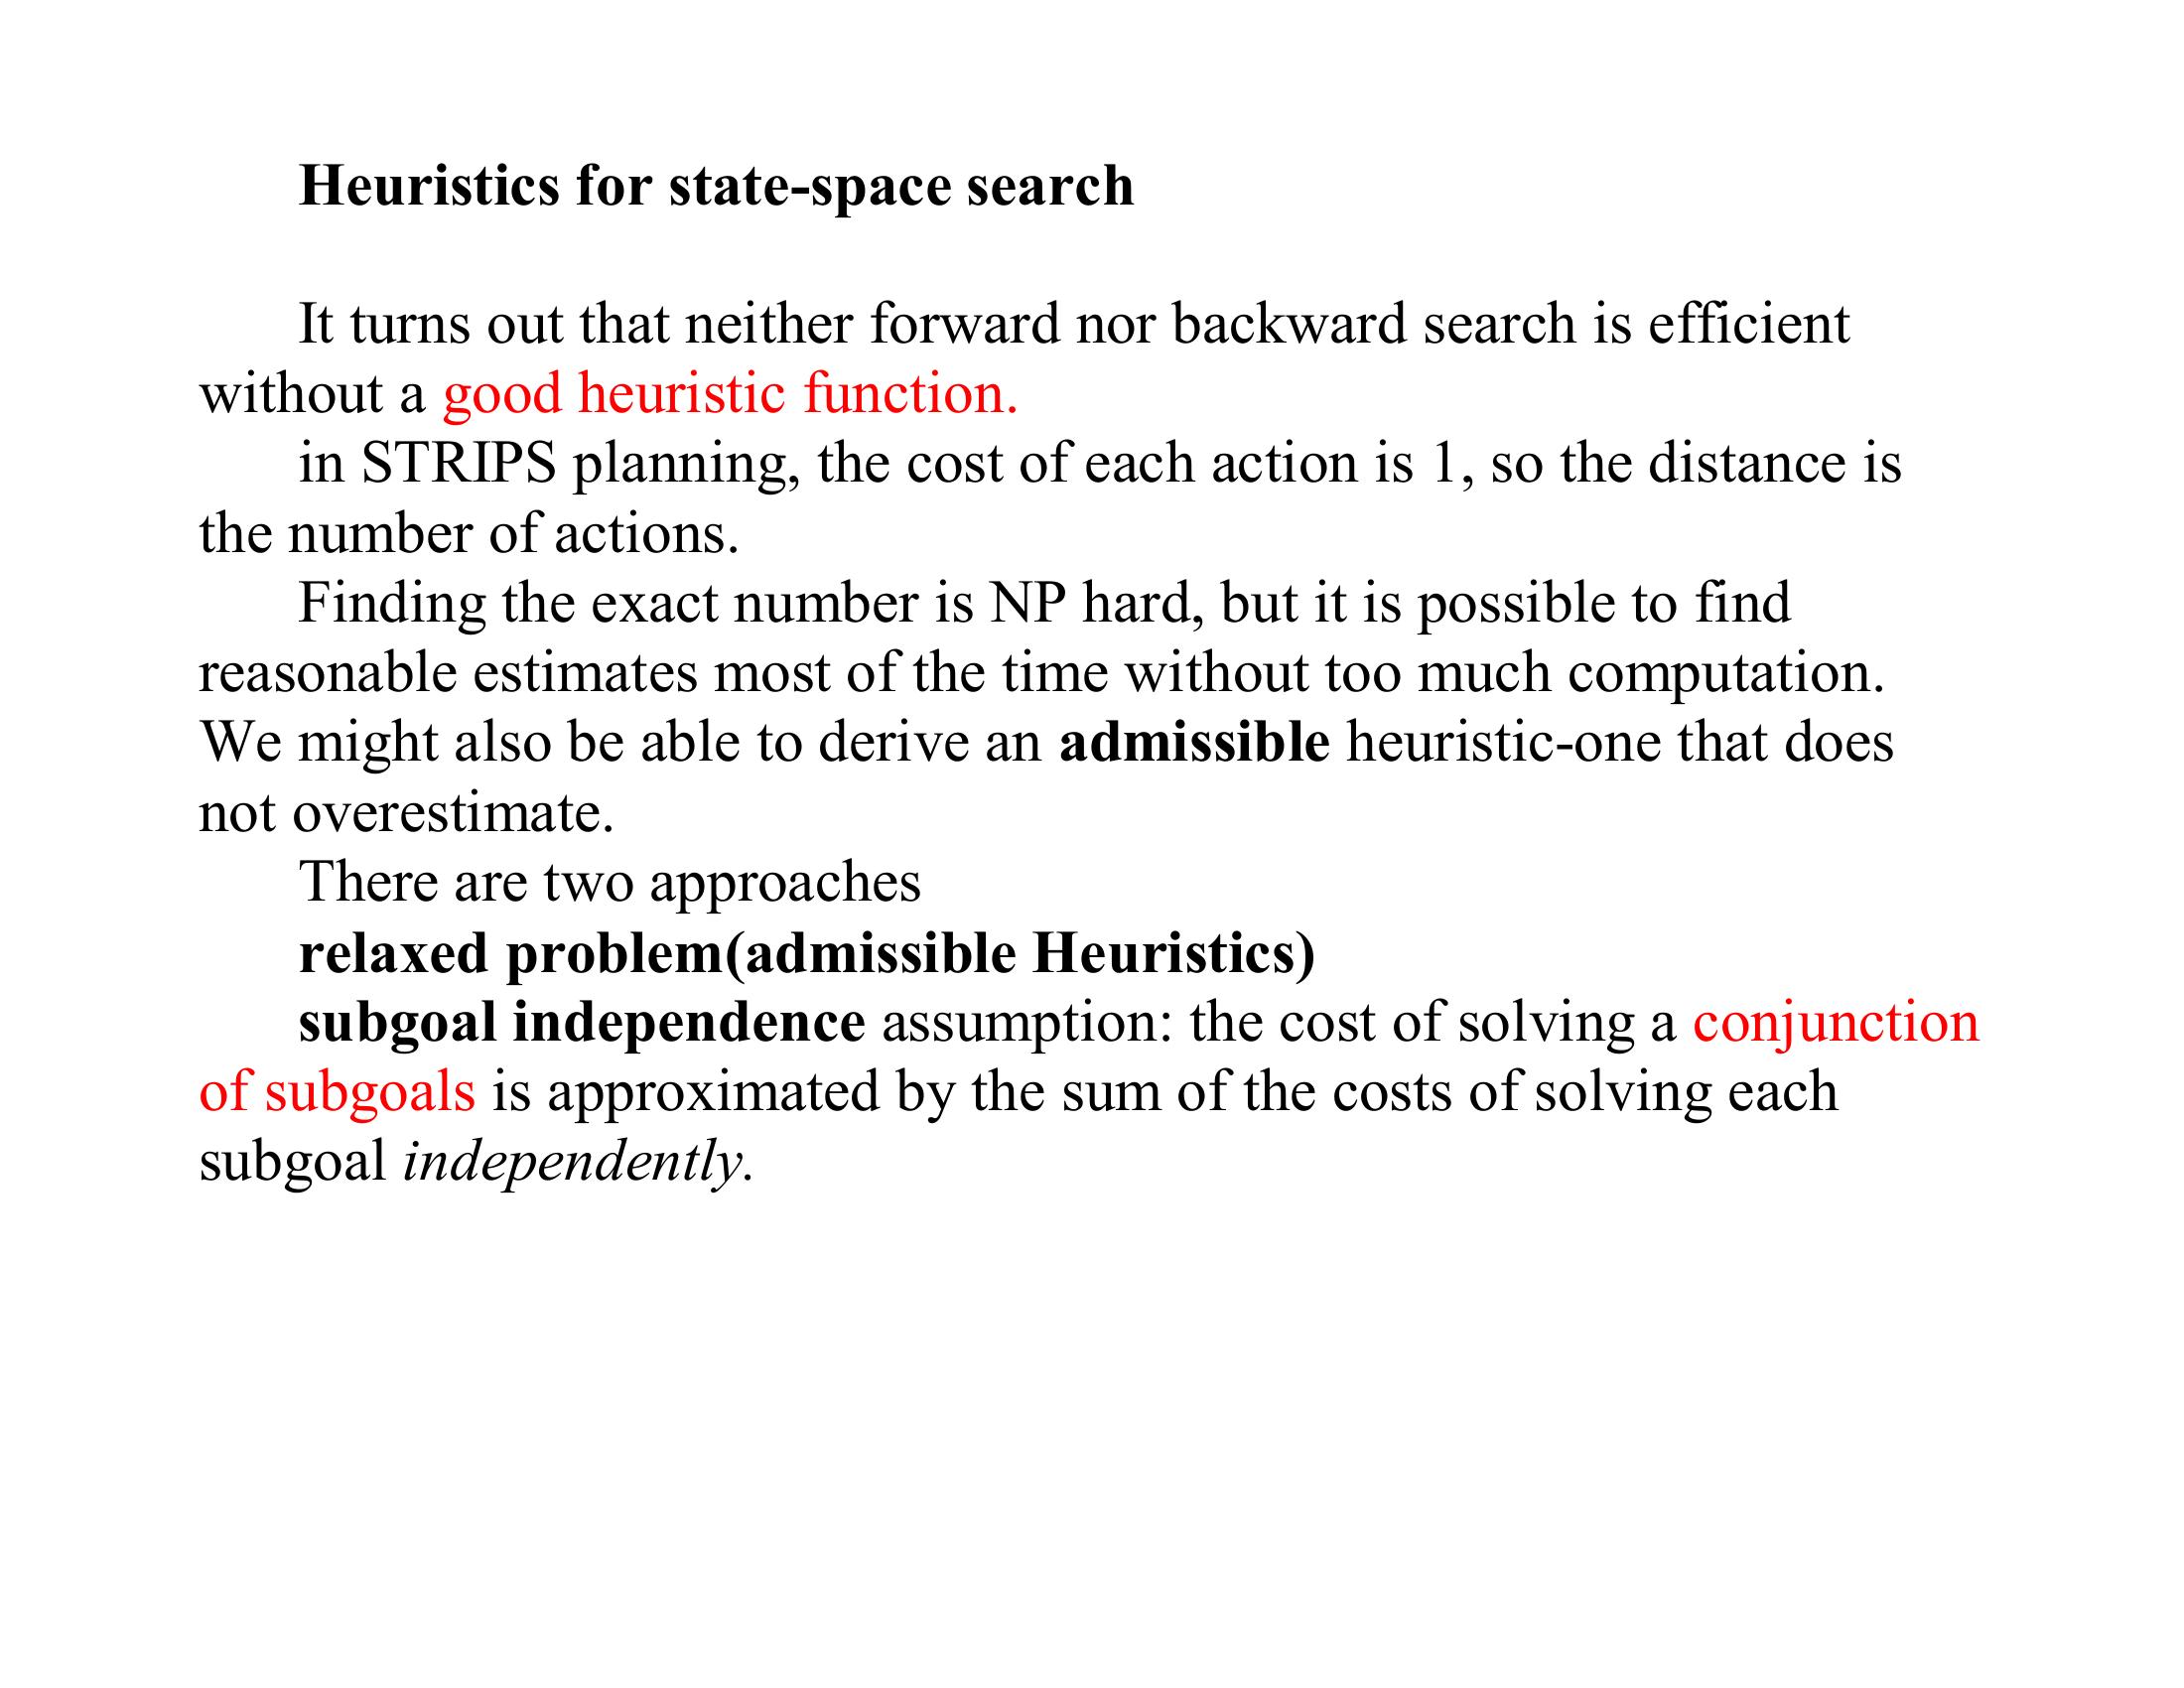 Heuristics for state-space search
It turns out that neither forward nor backward search is efficient
without a good heuristic function.
in STRIPS planning, the cost of each action is 1, so the distance is
the number of actions.
Finding the exact number is NP hard, but it is possible to find
reasonable estimates most of the time without too much computation.
We might also be able to derive an admissible heuristic-one that does
not overestimate.
There are two approaches
relaxed problem(admissible Heuristics)
subgoal independence assumption: the cost of solving a conjunction
of subgoals is approximated by the sum of the costs of solving each
subgoal independently.